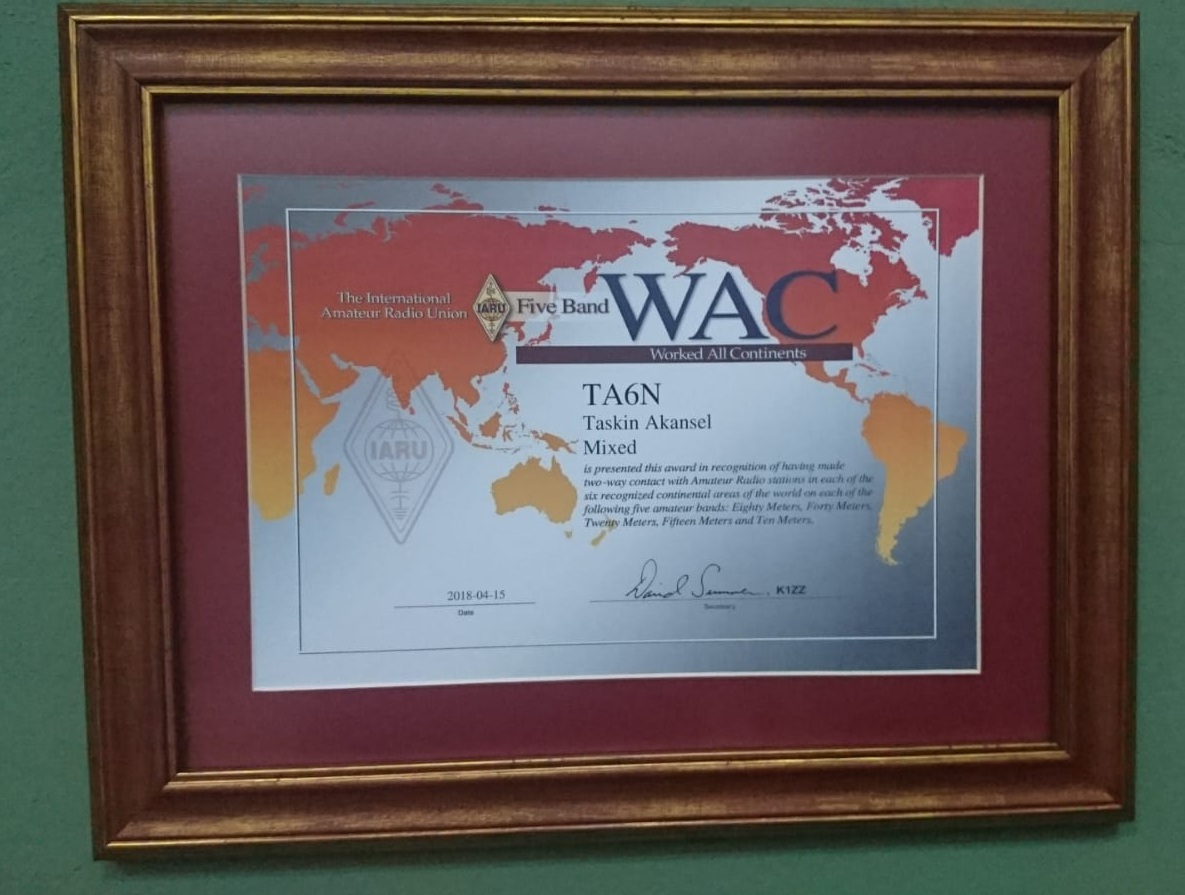 The International
Amateur Radio Union
IARU
Five Band
WAC
Worked All Continents
TA6N
Taskin Akansel
Mixed
is presented this award in recognition of having made
two-way contact with Amateur Radio stations in each of the
six recognized continental areas of the world on each of the
following five amateur bands: Eighty Meters, Forty Meters,
Twenty Meters, Fifteen Meters and Ten Meters.
IARU
2018-04-15
Date
David Sumner, K1ZZ
Secretary